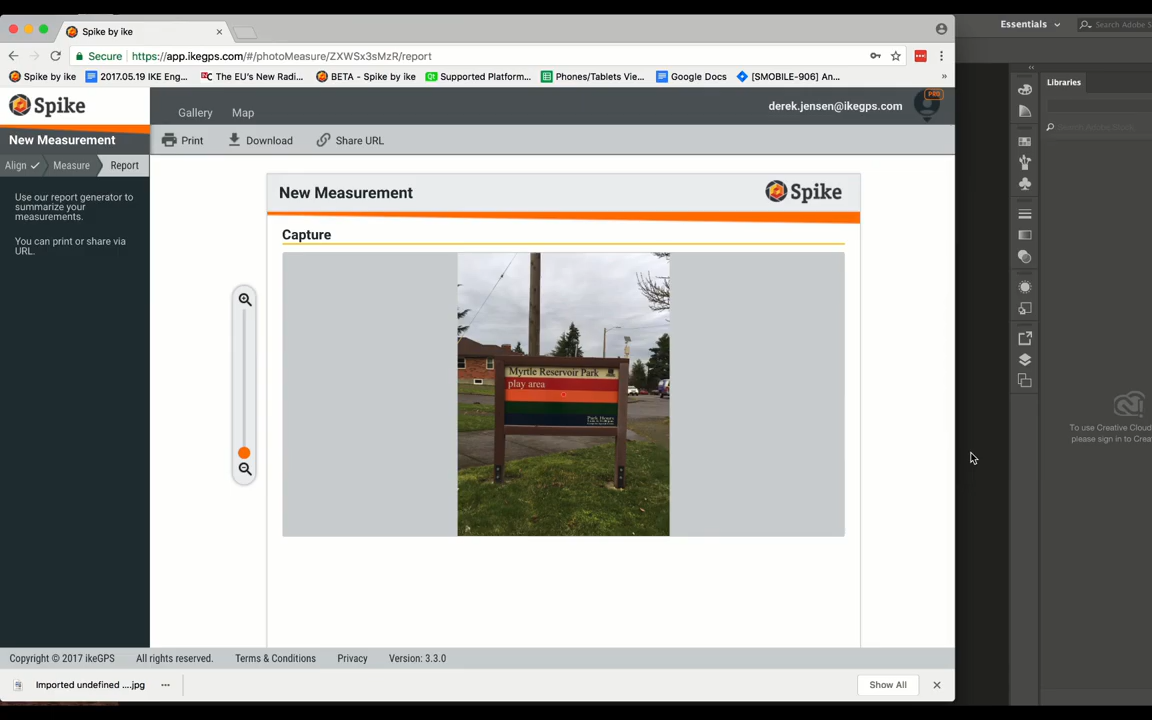 Essentials
Search Adobe S
Spike by ike
Secure
https://app.ikegps.com/#/photoMeasure/ZXWSx3sMzR/report
Spike by ike
2017.05.19 IKE Eng...
The EU's New Radi...
BETA - Spike by ike
Supported Platform...
Phones/Tablets Vie...
Google Docs
[SMOBILE-906] An...
»
Libraries
Spike
Gallery
Map
derek.jensen@ikegps.com
PRO
New Measurement
Print
Download
Share URL
Align
Measure
Report
Use our report generator to
summarize your
measurements.
You can print or share via
URL.
New Measurement
Spike
Capture
Myrtle Reservoir Park
play area
Park Hours
To use Creative Cloud
please sign in to Crea
Copyright © 2017 ikeGPS
All rights reserved.
Terms & Conditions
Privacy
Version: 3.3.0
Imported undefined ....jpg
Show All